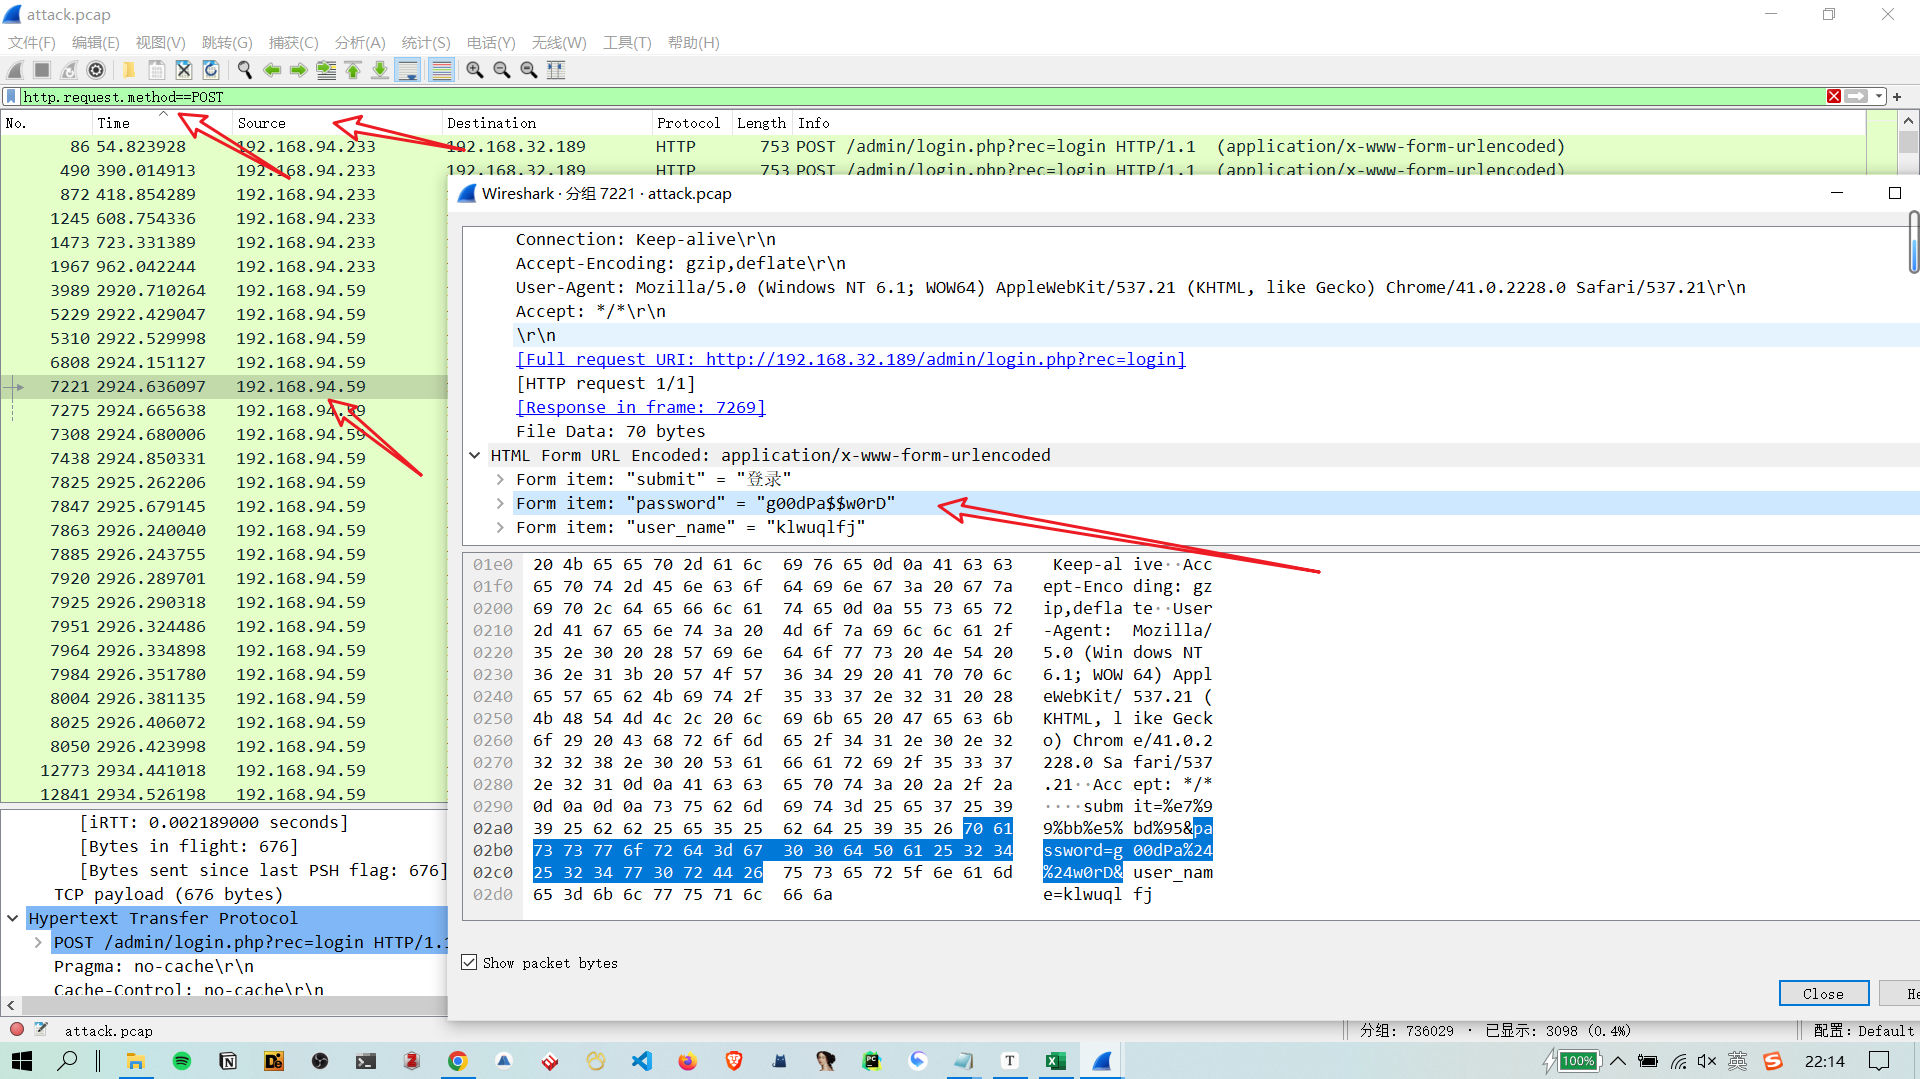 attack.pcap
文件(F) 编辑(E) 视图(V) 跳转(G) 捕获(C) 分析(A) 统计(S) 电话(Y) 无线(W) 工具(T) 帮助(H)
http.request.method==POST
No. Time Source Destination Protocol Length Info
86 54.823928 192.168.94.233 192.168.32.189 HTTP 753 POST /admin/login.php?rec=login HTTP/1.1 (application/x-www-form-urlencoded)
490 390.014913 192.168.94.233 192.168.32.189 HTTP 753 POST /admin/login.php?rec=login HTTP/1.1 (application/x-www-form-urlencoded)
872 418.854289 192.168.94.233
1245 608.754336 192.168.94.233
1473 723.331389 192.168.94.233
1967 962.042244 192.168.94.233
3989 2920.710264 192.168.94.59
5229 2922.429047 192.168.94.59
5310 2922.529998 192.168.94.59
6808 2924.151127 192.168.94.59
7221 2924.636097 192.168.94.59
7275 2924.665638 192.168.94.59
7308 2924.680006 192.168.94.59
7438 2924.850331 192.168.94.59
7825 2925.262206 192.168.94.59
7847 2925.679145 192.168.94.59
7863 2926.240040 192.168.94.59
7885 2926.243755 192.168.94.59
7920 2926.289701 192.168.94.59
7925 2926.290318 192.168.94.59
7951 2926.324486 192.168.94.59
7964 2926.334898 192.168.94.59
7984 2926.351780 192.168.94.59
8004 2926.381135 192.168.94.59
8025 2926.406072 192.168.94.59
8050 2926.423998 192.168.94.59
12773 2934.441018 192.168.94.59
12841 2934.526198 192.168.94.59
[iRTT: 0.002189000 seconds]
[Bytes in flight: 676]
[Bytes sent since last PSH flag: 676]
TCP payload (676 bytes)
Hypertext Transfer Protocol
POST /admin/login.php?rec=login HTTP/1.1
Pragma: no-cache\r\n
Cache-Control: no-cache\r\n
Wireshark · 分组 7221 · attack.pcap
Connection: Keep-alive\r\n
Accept-Encoding: gzip,deflate\r\n
User-Agent: Mozilla/5.0 (Windows NT 6.1; WOW64) AppleWebKit/537.21 (KHTML, like Gecko) Chrome/41.0.2228.0 Safari/537.21\r\n
Accept: */*\r\n
\r\n
[Full request URI: http://192.168.32.189/admin/login.php?rec=login]
[HTTP request 1/1]
[Response in frame: 7269]
File Data: 70 bytes
HTML Form URL Encoded: application/x-www-form-urlencoded
Form item: "submit" = "登录"
Form item: "password" = "g00dPa$$w0rD"
Form item: "user_name" = "klwuqlfj"
01e0 20 4b 65 65 70 2d 61 6c 69 76 65 0d 0a 41 63 63 Keep-al ive··Acc
01f0 65 70 74 2d 45 6e 63 6f 64 69 6e 67 3a 20 67 7a ept-Enco ding: gz
0200 69 70 2c 64 65 66 6c 61 74 65 0d 0a 55 73 65 72 ip,defla te··User
0210 2d 41 67 65 6e 74 3a 20 4d 6f 7a 69 6c 6c 61 2f -Agent: Mozilla/
0220 35 2e 30 20 28 57 69 6e 64 6f 77 73 20 4e 54 20 5.0 (Win dows NT
0230 36 2e 31 3b 20 57 4f 57 36 34 29 20 41 70 70 6c 6.1; WOW 64) Appl
0240 65 57 65 62 4b 69 74 2f 35 33 37 2e 32 31 20 28 eWebKit/ 537.21 (
0250 4b 48 54 4d 4c 2c 20 6c 69 6b 65 20 47 65 63 6b KHTML, l ike Geck
0260 6f 29 20 43 68 72 6f 6d 65 2f 34 31 2e 30 2e 32 o) Chrom e/41.0.2
0270 32 32 38 2e 30 20 53 61 66 61 72 69 2f 35 33 37 228.0 Sa fari/537
0280 2e 32 31 0d 0a 41 63 63 65 70 74 3a 20 2a 2f 2a .21··Acc ept: */*
0290 0d 0a 0d 0a 73 75 62 6d 69 74 3d 25 65 37 25 39 ····subm it=%e7%9
02a0 39 25 62 62 25 65 35 25 62 64 25 39 35 26 70 61 9%bb%e5% bd%95&pa
02b0 73 73 77 6f 72 64 3d 67 30 30 64 50 61 25 32 34 ssword=g 00dPa%24
02c0 25 32 34 77 30 72 44 26 75 73 65 72 5f 6e 61 6d %24w0rD& user_nam
02d0 65 3d 6b 6c 77 75 71 6c 66 6a e=klwuql fj
Show packet bytes
Close He
attack.pcap 分组: 736029 · 已显示: 3098 (0.4%) 配置: Default
100% 英 22:14